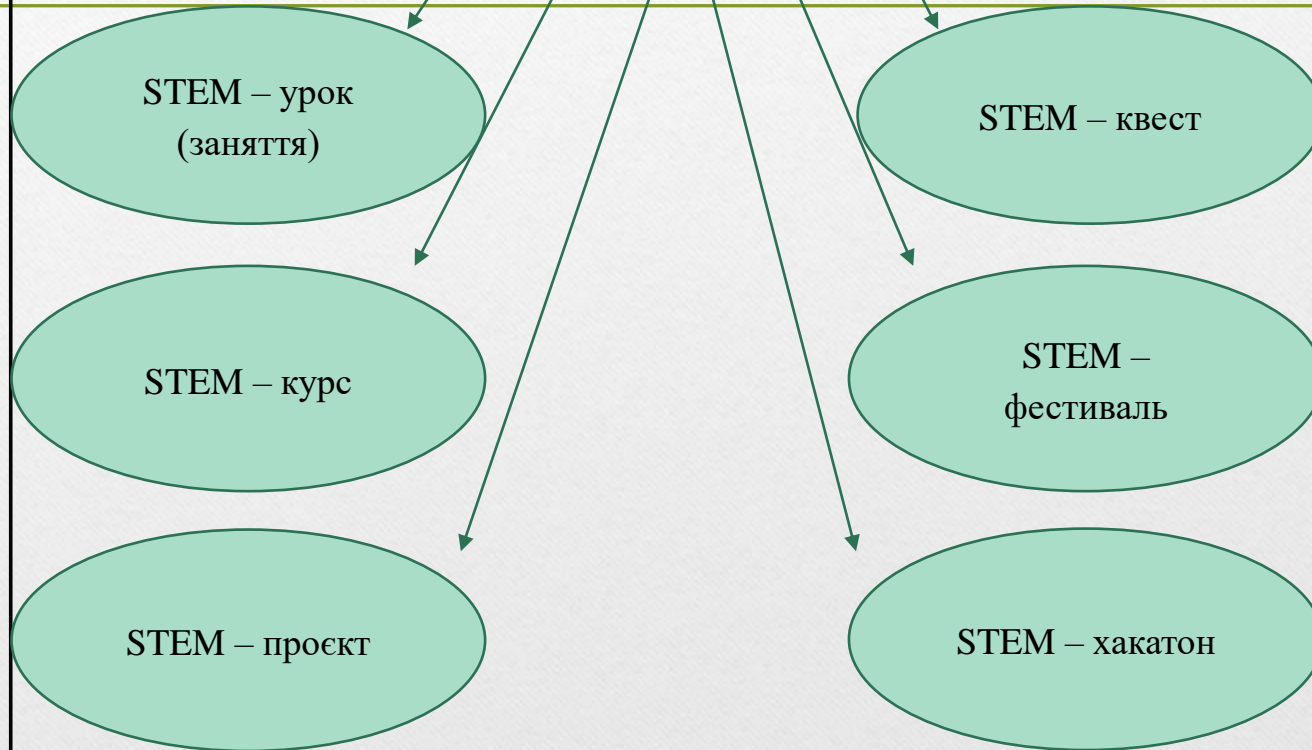 STEM – урок
(заняття)
STEM – квест
STEM – курс
STEM –
фестиваль
STEM – проєкт
STEM – хакатон